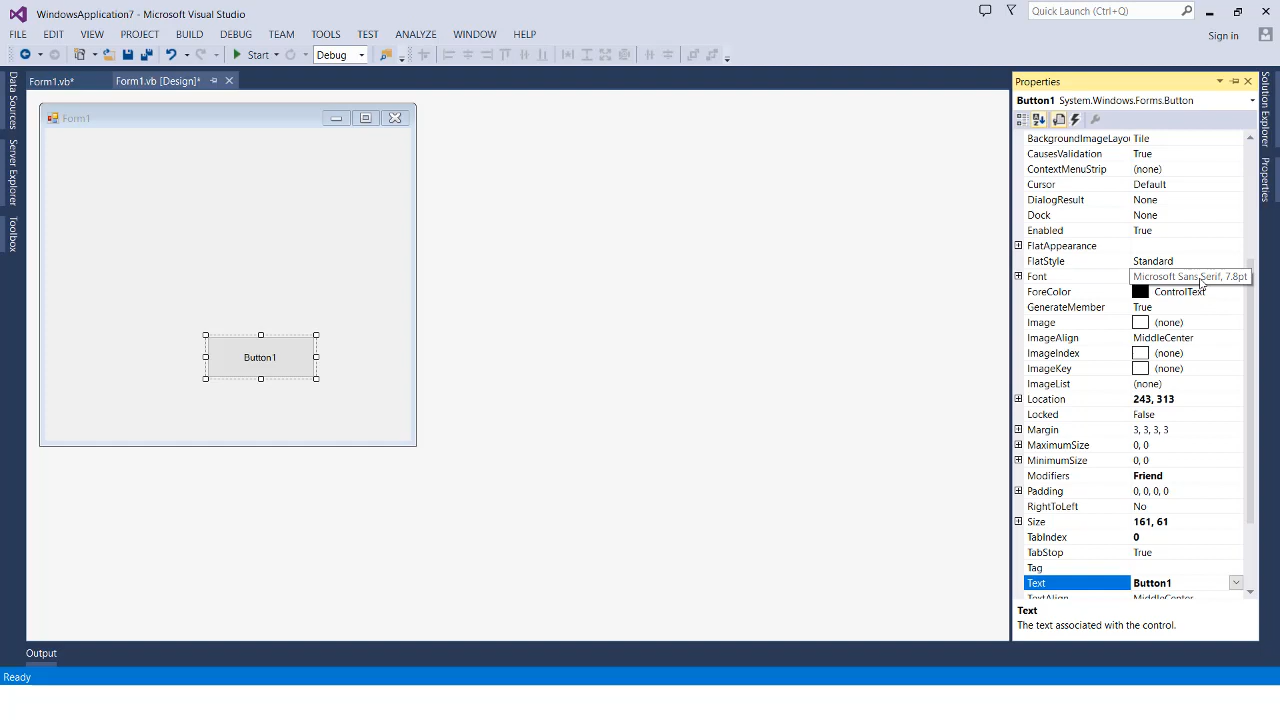 WindowsApplication7 - Microsoft Visual Studio
Quick Launch (Ctrl+Q)
FILE EDIT VIEW PROJECT BUILD DEBUG TEAM TOOLS TEST ANALYZE WINDOW HELP
Sign in
Start Debug
Form1.vb* Form1.vb [Design]*
Data Sources
Server Explorer
Toolbox
Form1
Button1
Properties
Button1 System.Windows.Forms.Button
BackgroundImageLayou Tile
CausesValidation True
ContextMenuStrip (none)
Cursor Default
DialogResult None
Dock None
Enabled True
FlatAppearance
FlatStyle Standard
Font Microsoft Sans Serif, 7.8pt
ForeColor ControlText
GenerateMember True
Image (none)
ImageAlign MiddleCenter
ImageIndex (none)
ImageKey (none)
ImageList (none)
Location 243, 313
Locked False
Margin 3, 3, 3, 3
MaximumSize 0, 0
MinimumSize 0, 0
Modifiers Friend
Padding 0, 0, 0, 0
RightToLeft No
Size 161, 61
TabIndex 0
TabStop True
Tag
Text Button1
TextAlign MiddleCenter
Text
The text associated with the control.
Solution Explorer
Properties
Output
Ready